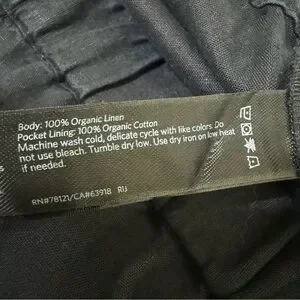 Body: 100% Organic Linen
Pocket Lining: 100% Organic Cotton
Machine wash cold, delicate cycle with like colors. Do
not use bleach. Tumble dry low. Use dry iron on low heat
if needed.
RN#78121/CA#63918 RU